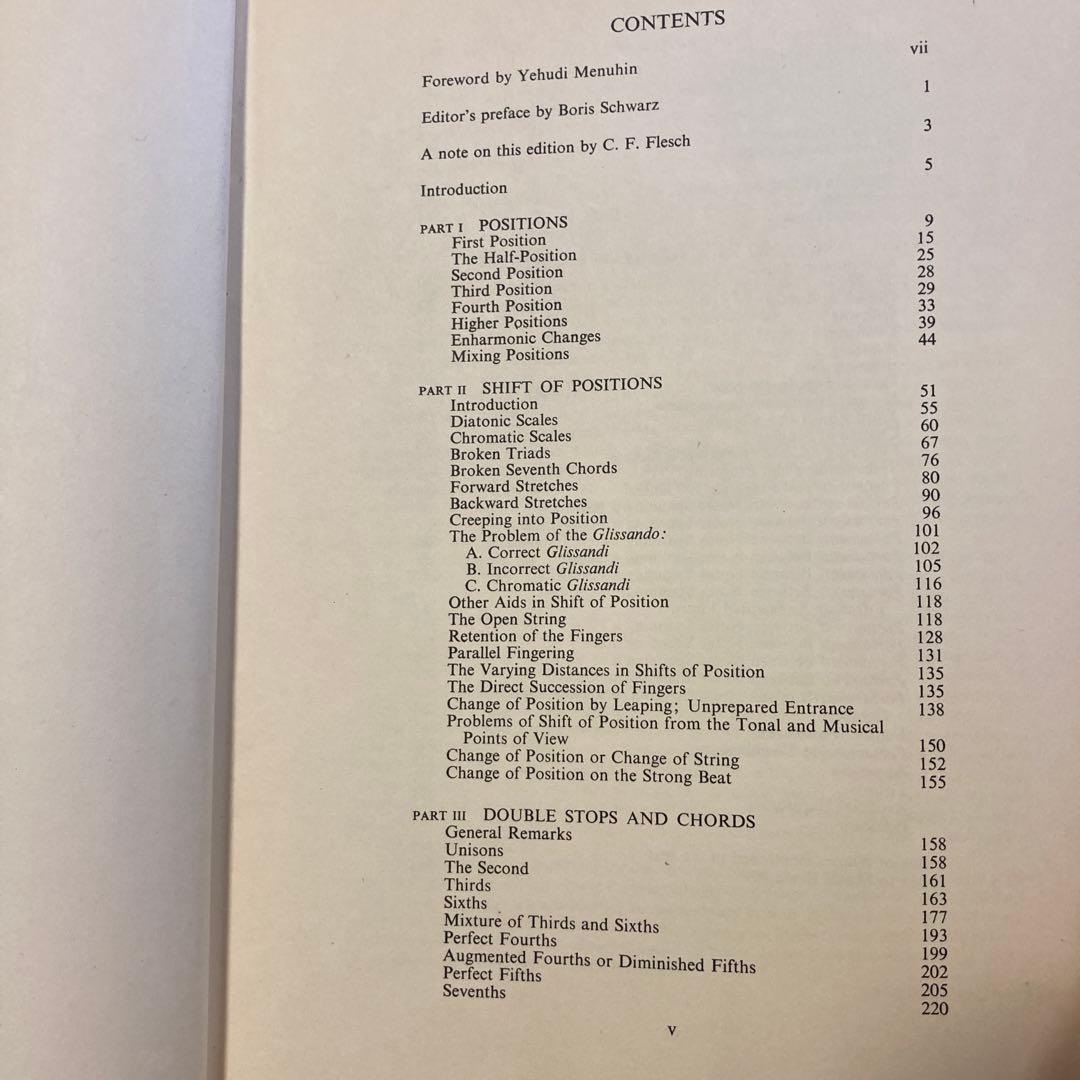 CONTENTS
Foreword by Yehudi Menuhin vii
Editor's preface by Boris Schwarz 1
A note on this edition by C. F. Flesch 3
Introduction 5
PART I POSITIONS
First Position 9
The Half-Position 15
Second Position 25
Third Position 28
Fourth Position 29
Higher Positions 33
Enharmonic Changes 39
Mixing Positions 44
PART II SHIFT OF POSITIONS
Introduction 51
Diatonic Scales 55
Chromatic Scales 60
Broken Triads 67
Broken Seventh Chords 76
Forward Stretches 80
Backward Stretches 90
Creeping into Position 96
The Problem of the Glissando: 101
A. Correct Glissandi 102
B. Incorrect Glissandi 105
C. Chromatic Glissandi 116
Other Aids in Shift of Position 118
The Open String 118
Retention of the Fingers 128
Parallel Fingering 131
The Varying Distances in Shifts of Position 135
The Direct Succession of Fingers 135
Change of Position by Leaping; Unprepared Entrance 138
Problems of Shift of Position from the Tonal and Musical
Points of View 150
Change of Position or Change of String 152
Change of Position on the Strong Beat 155
PART III DOUBLE STOPS AND CHORDS
General Remarks 158
Unisons 158
The Second 161
Thirds 163
Sixths 177
Mixture of Thirds and Sixths 193
Perfect Fourths 199
Augmented Fourths or Diminished Fifths 202
Perfect Fifths 205
Sevenths 220
v